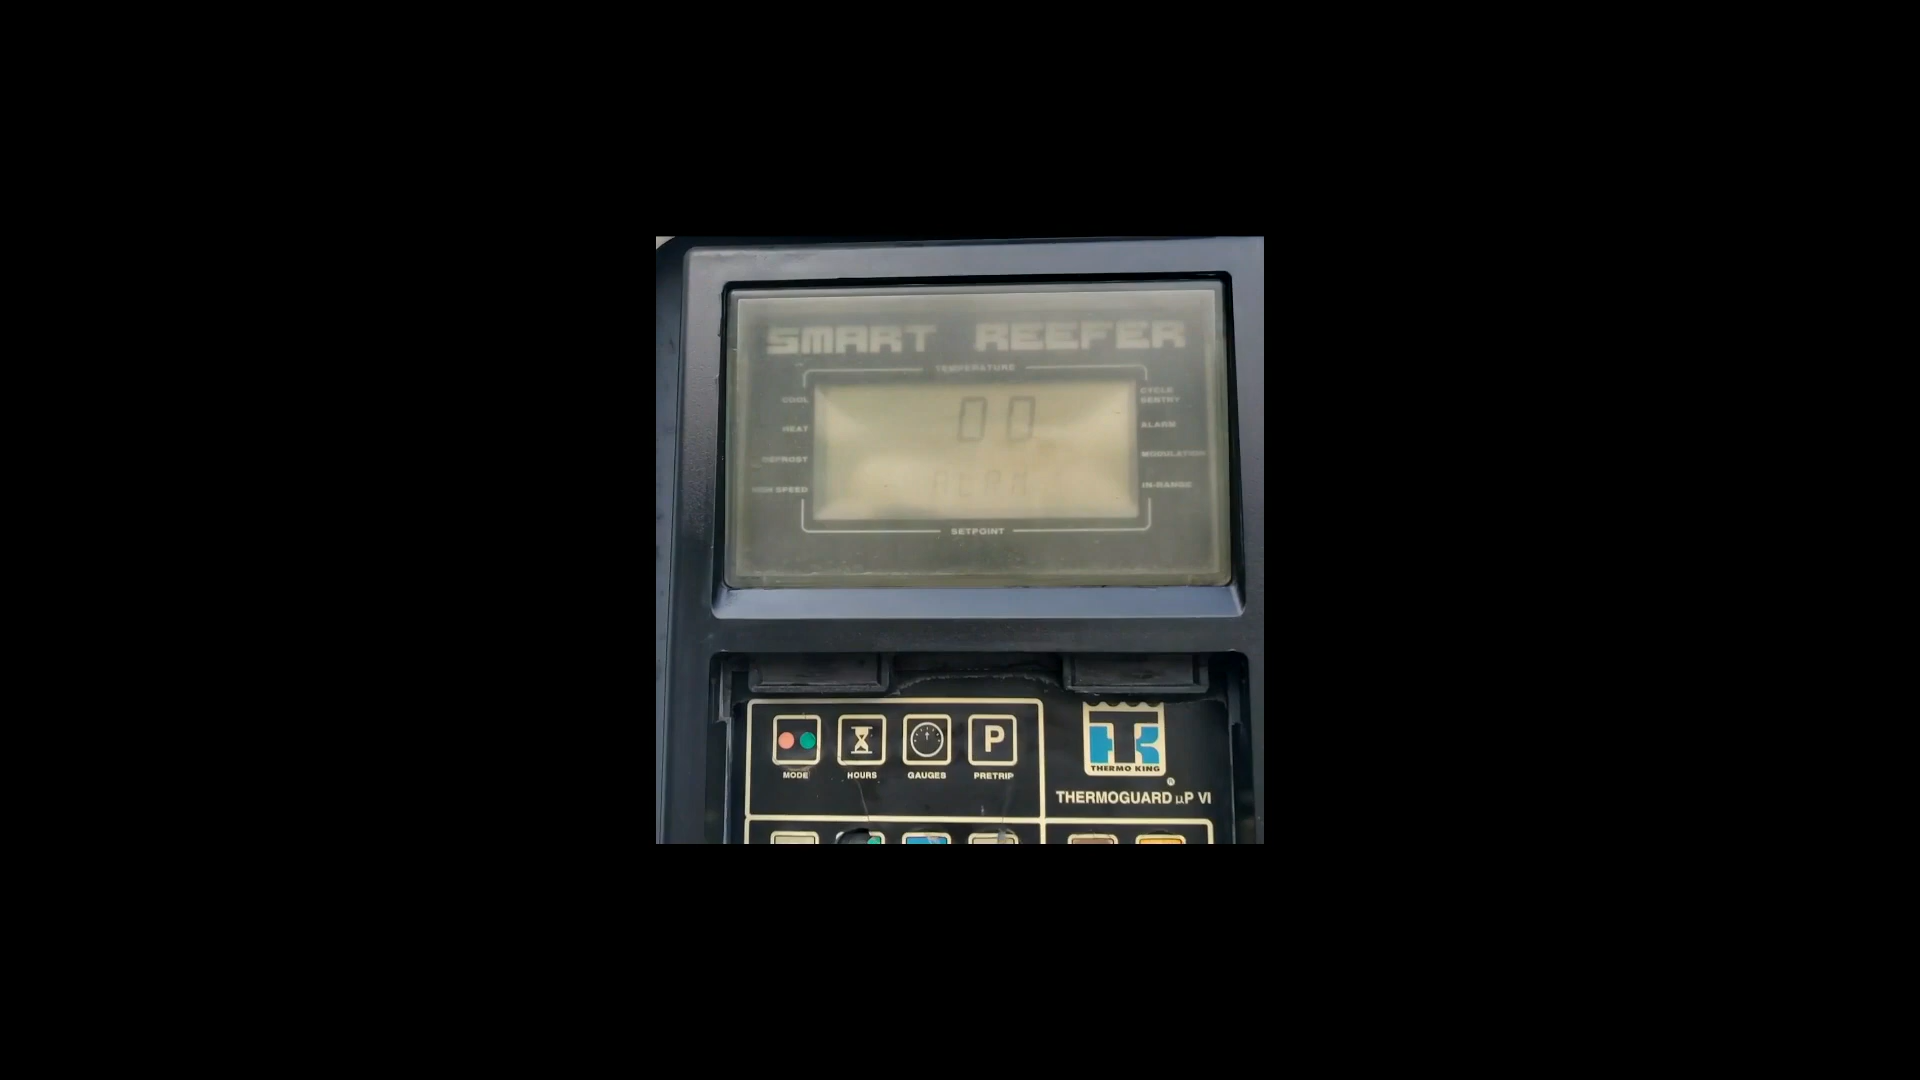 SMART REEFER
TEMPERATURE
COOL
CYCLE
SENTRY
00
HEAT
ALARM
DEFROST
MODULATION
ALRM
HIGH SPEED
IN-RANGE
SETPOINT
P
MODE HOURS GAUGES PRETRIP
THERMO KING
®
THERMOGUARD µP VI